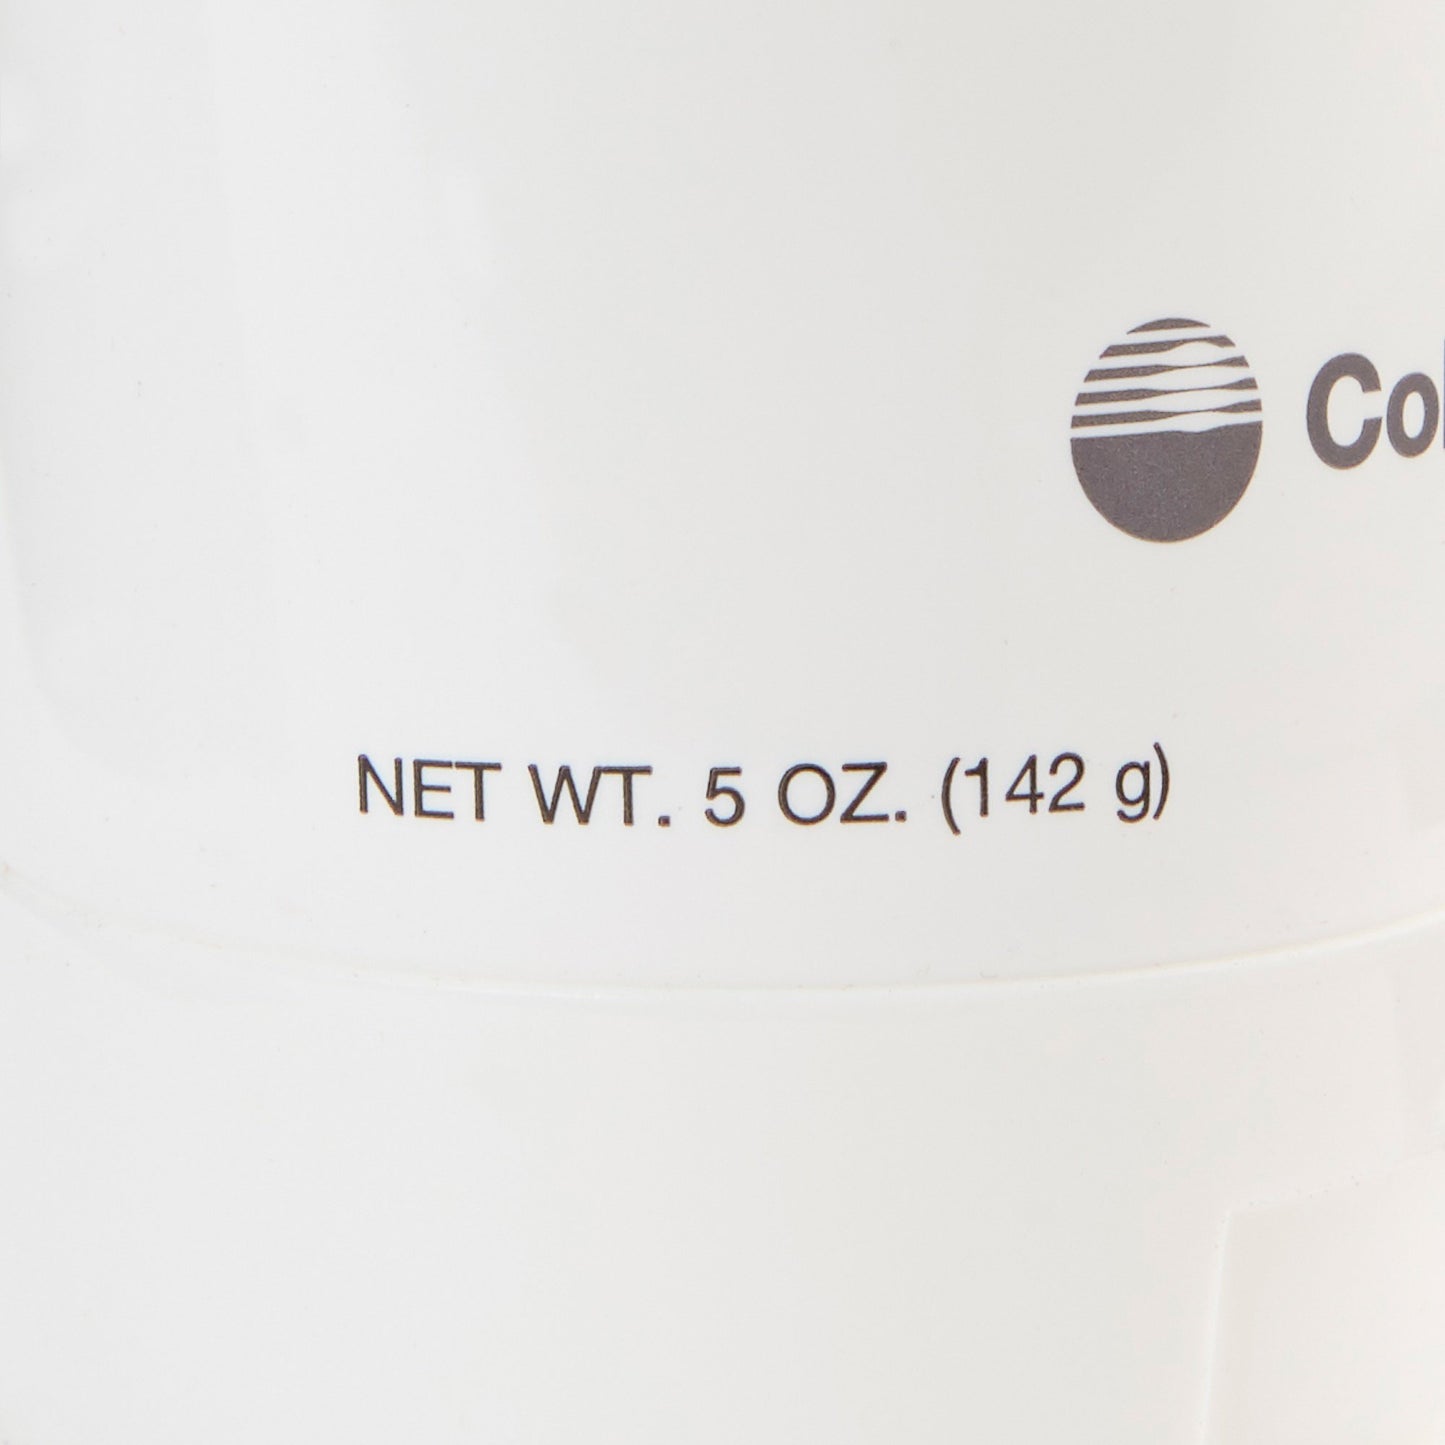 Col
NET WT. 5 OZ. (142 g)